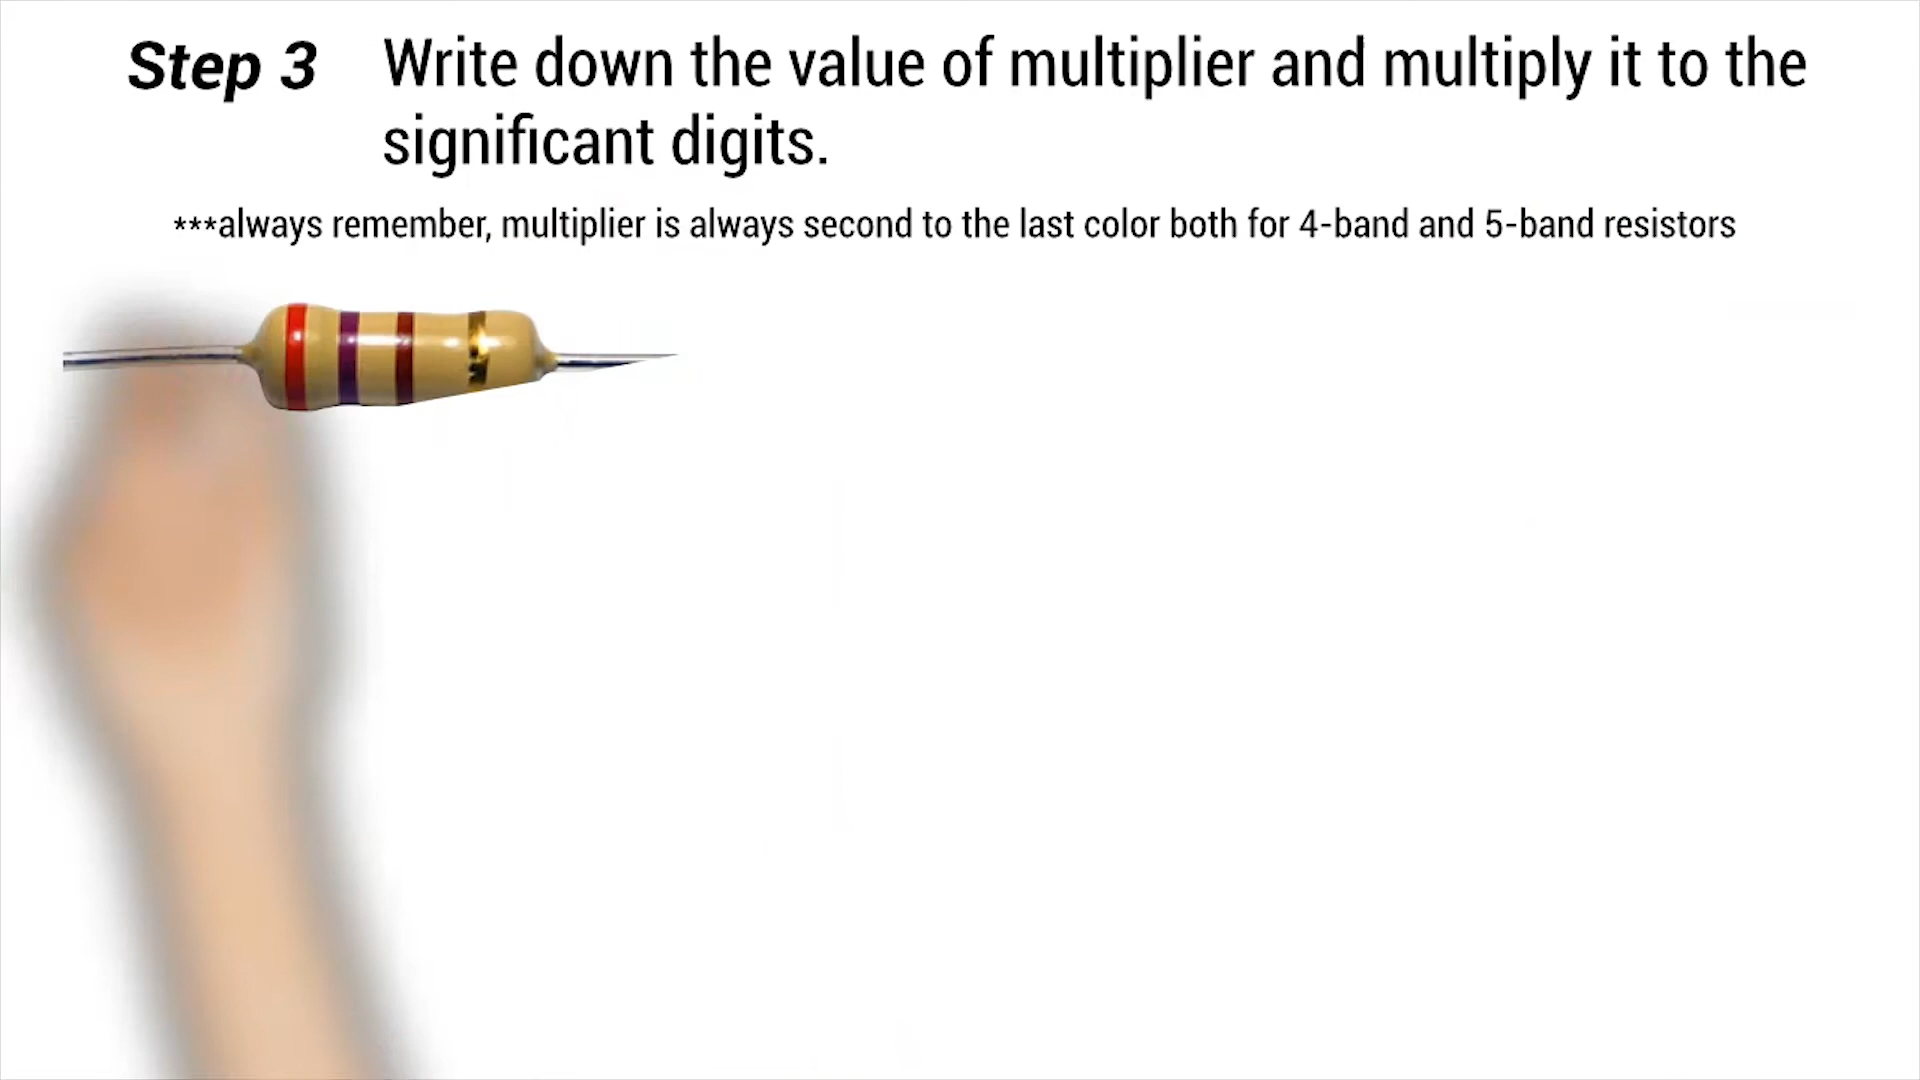 Step 3 Write down the value of multiplier and multiply it to the
significant digits.
***always remember, multiplier is always second to the last color both for 4-band and 5-band resistors